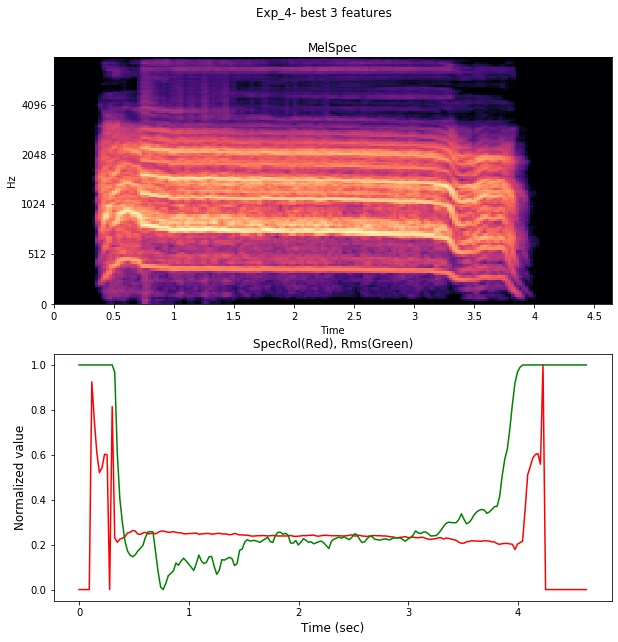 Exp_4- best 3 features
MelSpec
4096
2048
1024
512
0
Hz
0 0.5 1 1.5 2 2.5 3 3.5 4 4.5
Time
SpecRol(Red), Rms(Green)
1.0
0.8
0.6
0.4
0.2
0.0
Normalized value
0 1 2 3 4
Time (sec)